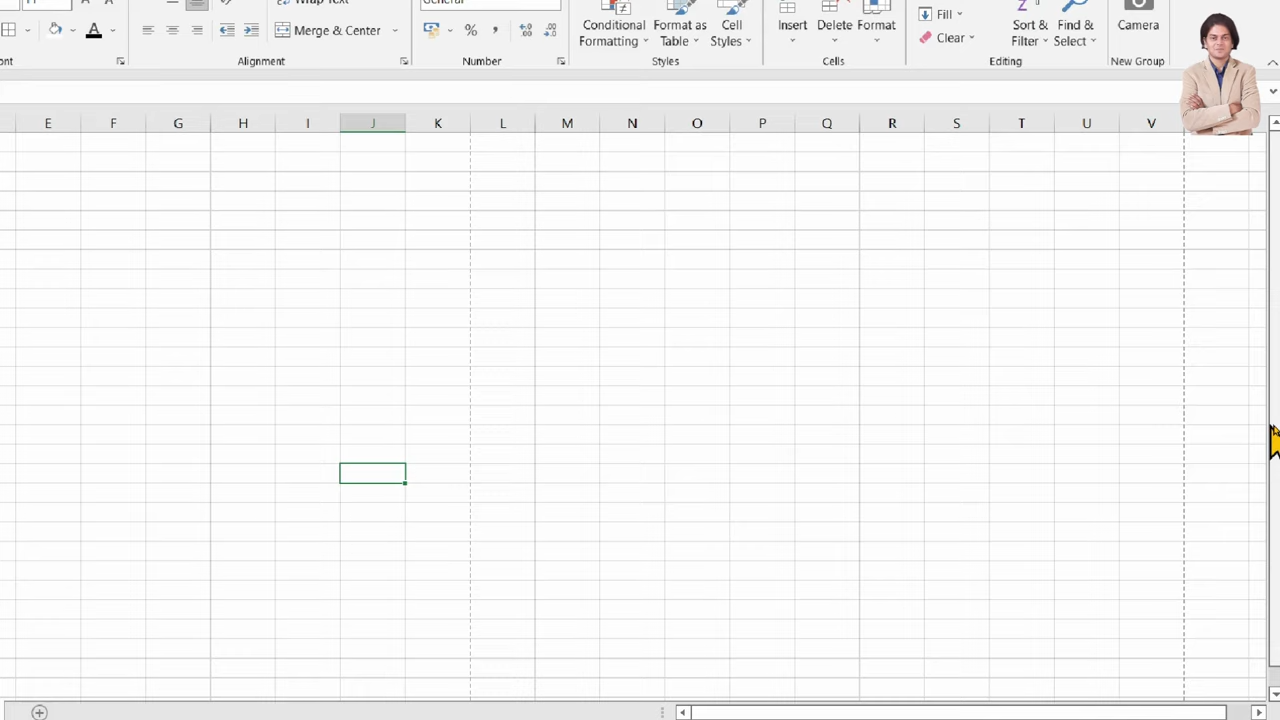 Wrap Text
General
Merge & Center
%
,
Conditional Formatting
Format as Table
Cell Styles
Insert
Delete
Format
Fill
Clear
Sort & Filter
Find & Select
Camera
Alignment
Number
Styles
Cells
Editing
New Group
E F G H I J K L M N O P Q R S T U V